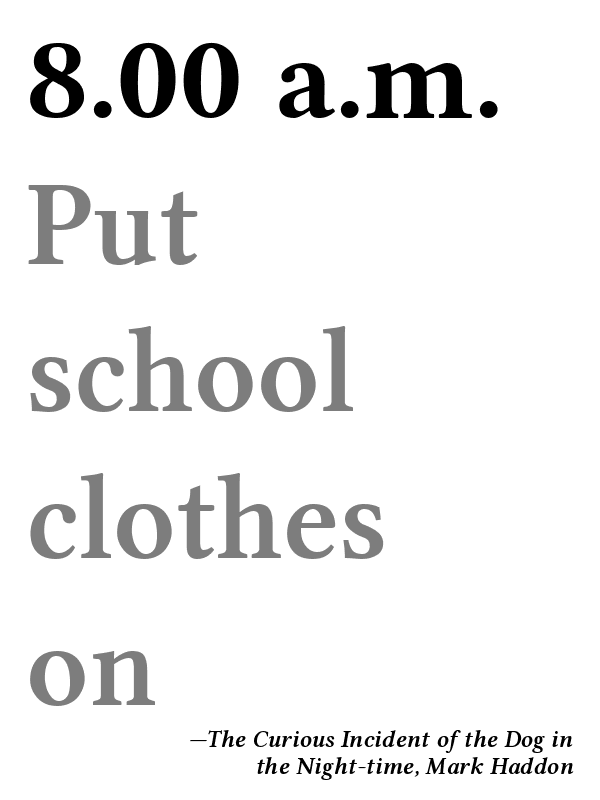 8.00 a.m.
Put
school
clothes
on
—The Curious Incident of the Dog in
the Night-time, Mark Haddon